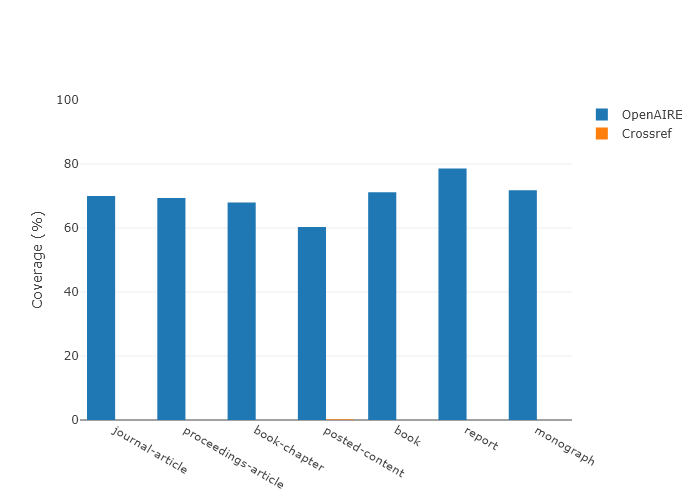 100
80
60
40
20
0
Coverage (%)
journal-article
proceedings-article
book-chapter
posted-content
book
report
monograph
OpenAIRE
Crossref